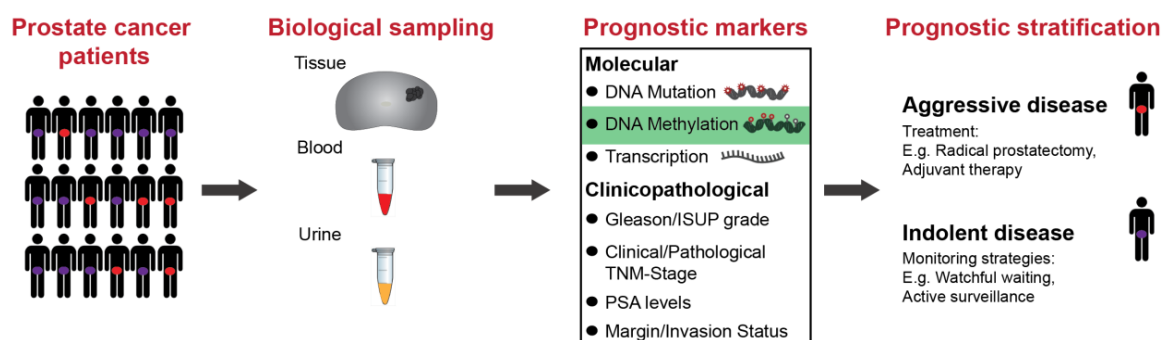 Prostate cancer
patients
Biological sampling
Tissue
Blood
Urine
Prognostic markers
Molecular
● DNA Mutation
● DNA Methylation
● Transcription
Clinicopathological
● Gleason/ISUP grade
● Clinical/Pathological
TNM-Stage
● PSA levels
● Margin/Invasion Status
Prognostic stratification
Aggressive disease
Treatment:
E.g. Radical prostatectomy,
Adjuvant therapy
Indolent disease
Monitoring strategies:
E.g. Watchful waiting,
Active surveillance